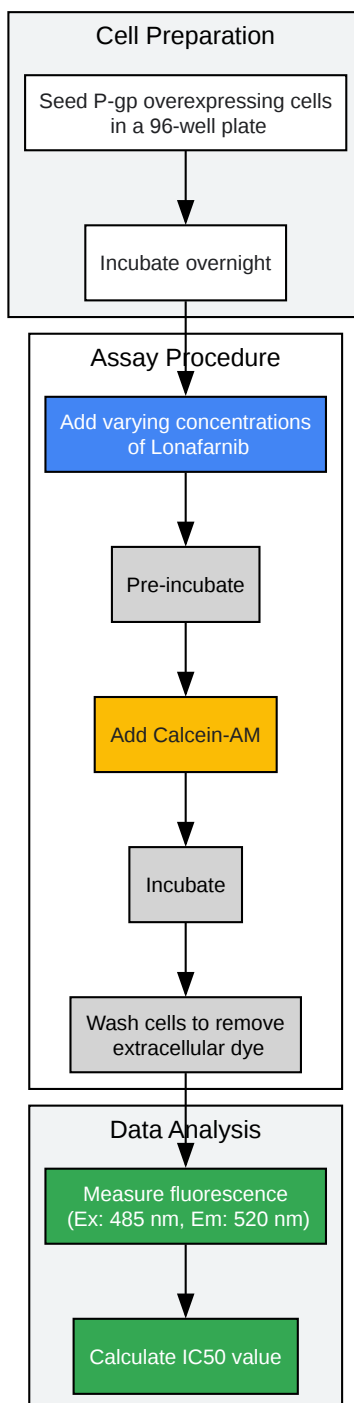 Cell Preparation
Seed P-gp overexpressing cells
in a 96-well plate
Incubate overnight
Assay Procedure
Add varying concentrations
of Lonafarnib
Pre-incubate
Add Calcein-AM
Incubate
Wash cells to remove
extracellular dye
Data Analysis
Measure fluorescence
(Ex: 485 nm, Em: 520 nm)
Calculate IC50 value